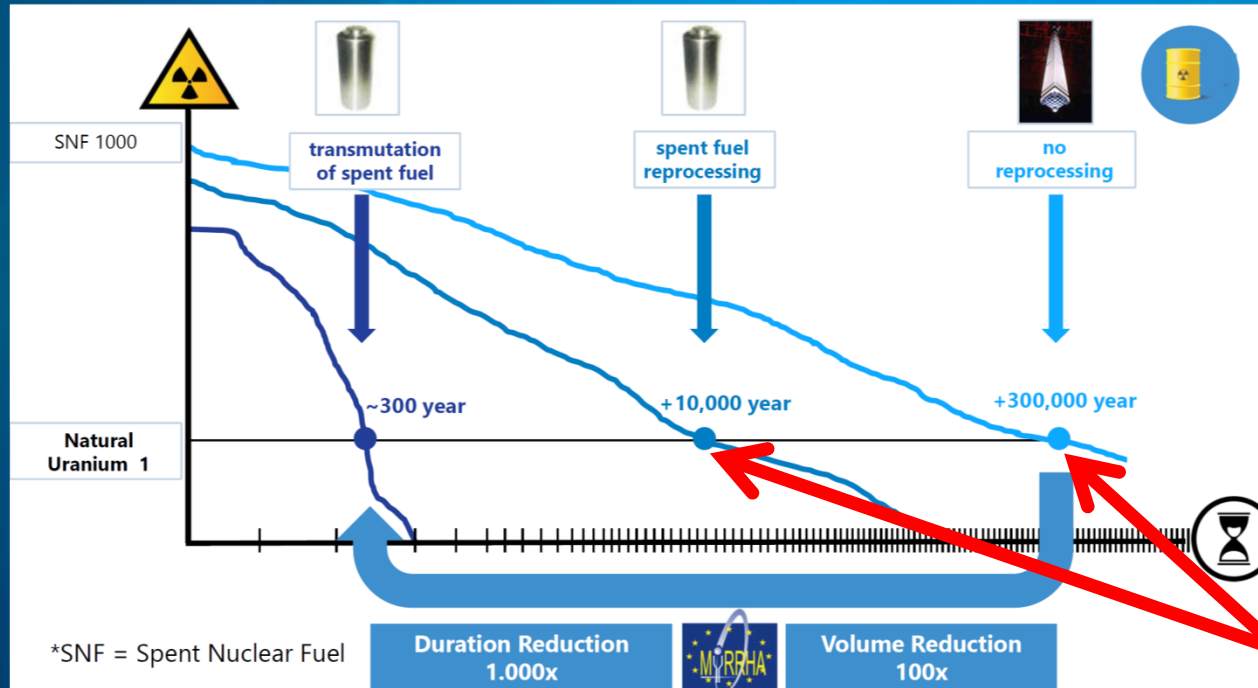 SNF 1000
transmutation
of spent fuel
spent fuel
reprocessing
no
reprocessing
~300 year
+10,000 year
+300,000 year
Natural
Uranium 1
*SNF = Spent Nuclear Fuel
Duration Reduction
1.000x
MYRRHA
Volume Reduction
100x